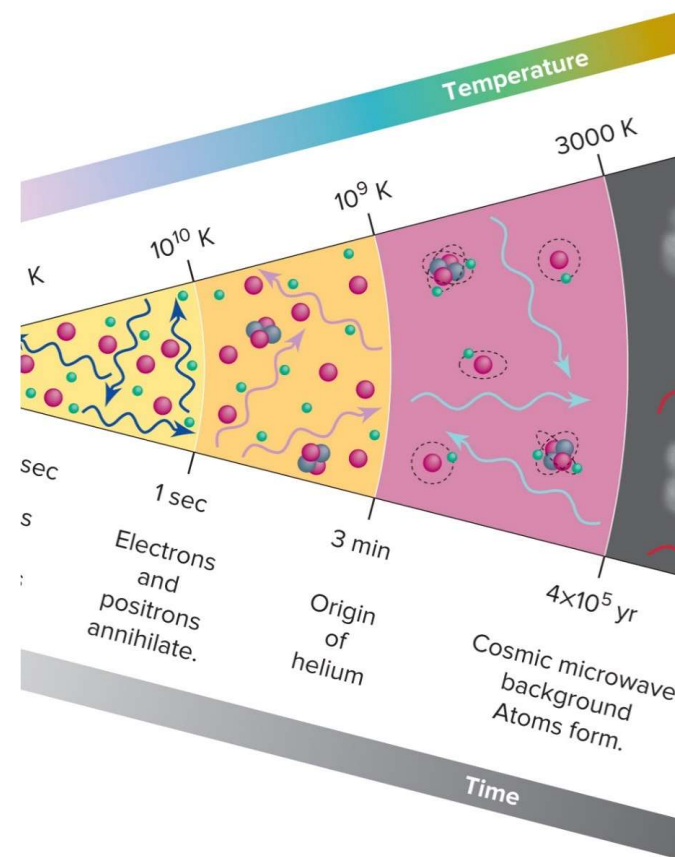 Temperature
3000 K
10⁹ K
10¹⁰ K
K
sec
1 sec
3 min
4×10⁵ yr
s
Electrons
and
positrons
annihilate.
Origin
of
helium
Cosmic microwave
background
Atoms form.
Time